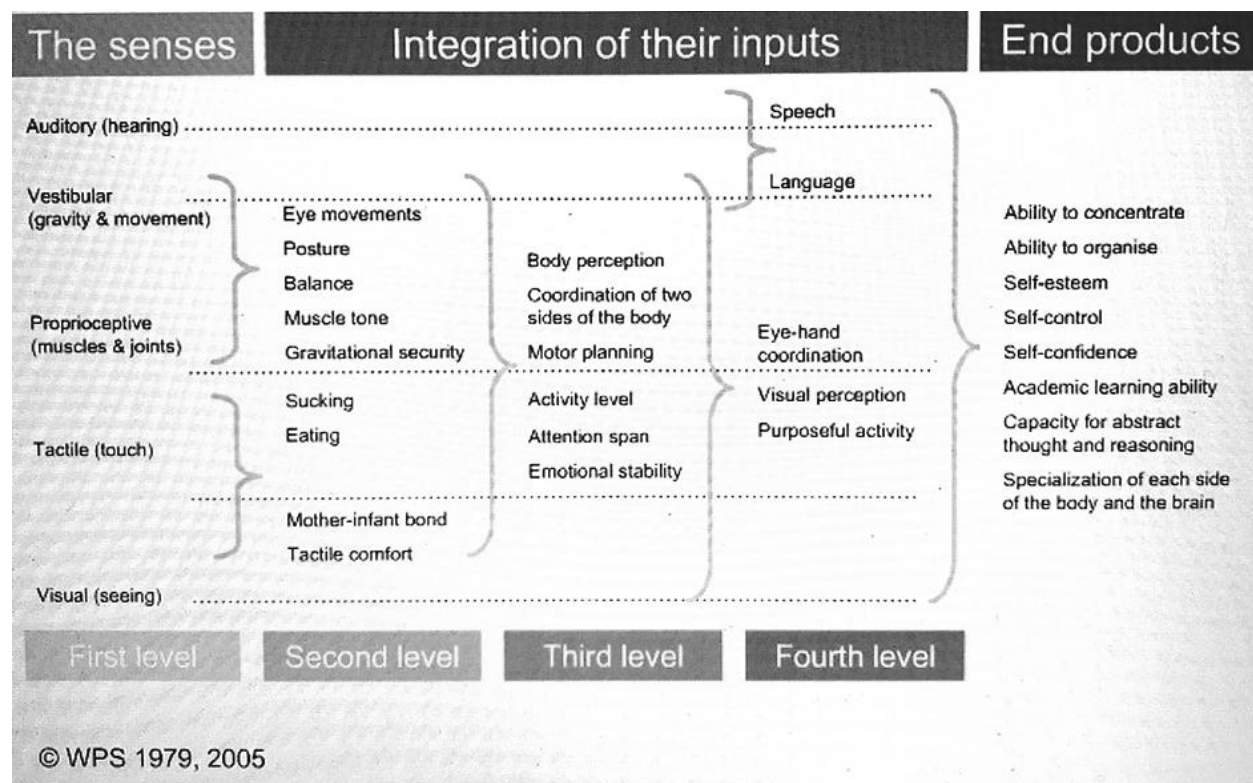 The senses
Integration of their inputs
End products
Auditory (hearing)
Vestibular
(gravity & movement)
Proprioceptive
(muscles & joints)
Tactile (touch)
Visual (seeing)
Eye movements
Posture
Balance
Muscle tone
Gravitational security
Sucking
Eating
Mother-infant bond
Tactile comfort
Body perception
Coordination of two
sides of the body
Motor planning
Activity level
Attention span
Emotional stability
Speech
Language
Eye-hand
coordination
Visual perception
Purposeful activity
Ability to concentrate
Ability to organise
Self-esteem
Self-control
Self-confidence
Academic learning ability
Capacity for abstract
thought and reasoning
Specialization of each side
of the body and the brain
First level
Second level
Third level
Fourth level
© WPS 1979, 2005